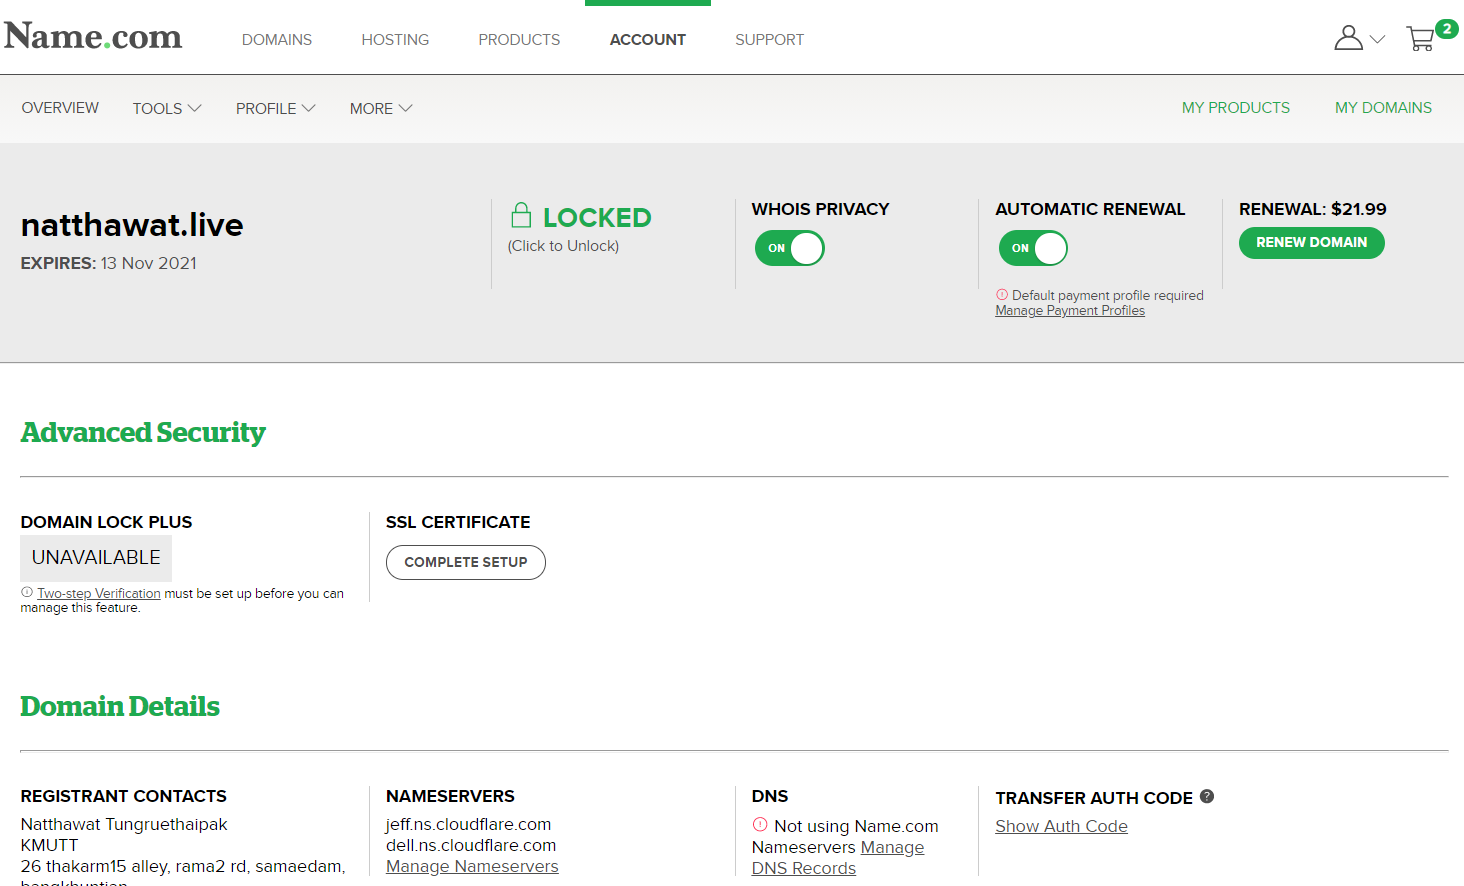 Name.com
DOMAINS
HOSTING
PRODUCTS
ACCOUNT
SUPPORT
2
OVERVIEW
TOOLS
PROFILE
MORE
MY PRODUCTS
MY DOMAINS
natthawat.live
EXPIRES: 13 Nov 2021
LOCKED
(Click to Unlock)
WHOIS PRIVACY
ON
AUTOMATIC RENEWAL
ON
Default payment profile required
Manage Payment Profiles
RENEWAL: $21.99
RENEW DOMAIN
Advanced Security
DOMAIN LOCK PLUS
UNAVAILABLE
Two-step Verification must be set up before you can
manage this feature.
SSL CERTIFICATE
COMPLETE SETUP
Domain Details
REGISTRANT CONTACTS
Natthawat Tungruethaipak
KMUTT
26 thakarm15 alley, rama2 rd, samaedam,
NAMESERVERS
jeff.ns.cloudflare.com
dell.ns.cloudflare.com
Manage Nameservers
DNS
Not using Name.com
Nameservers Manage
DNS Records
TRANSFER AUTH CODE ?
Show Auth Code